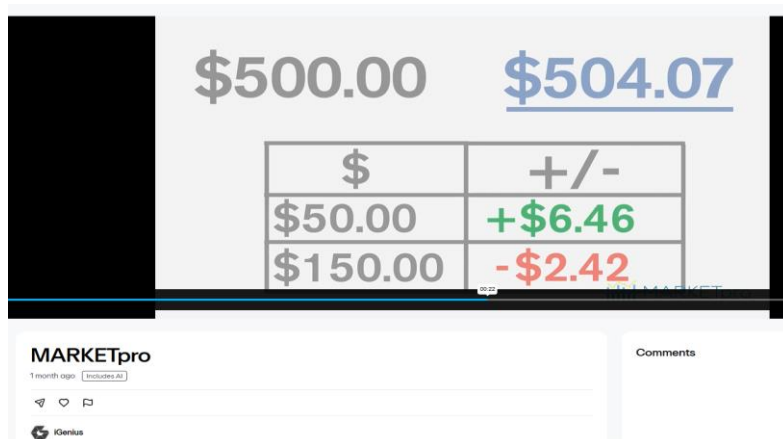 $500.00 $504.07
$ +/-
$50.00 +$6.46
$150.00 -$2.42
MARKETpro
00:22
MARKETpro
1 month ago Includes AI
iGenius
Comments